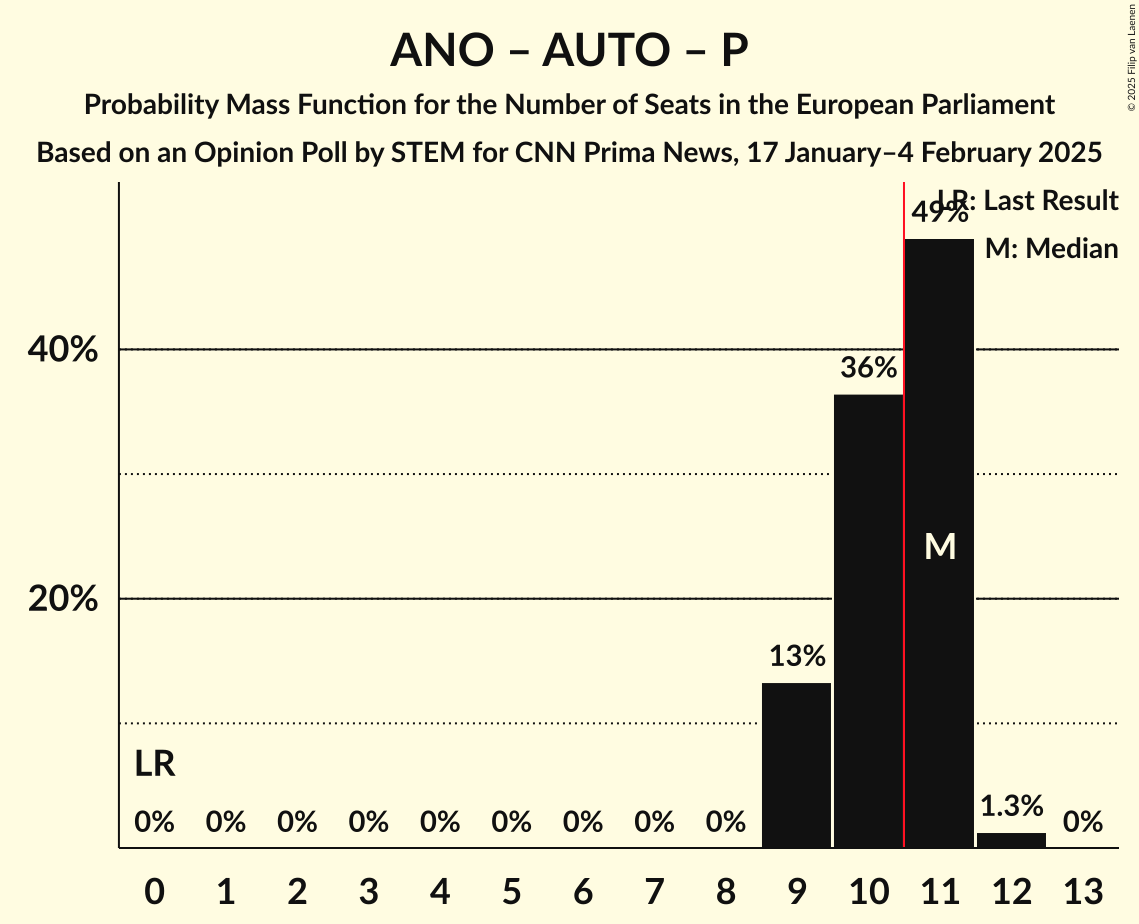 ANO – AUTO – P
Probability Mass Function for the Number of Seats in the European Parliament
Based on an Opinion Poll by STEM for CNN Prima News, 17 January–4 February 2025
© 2025 Filip van Laenen
LR: Last Result
M: Median
40%
20%
49%
36%
M
13%
LR
0% 0% 0% 0% 0% 0% 0% 0% 0% 1.3% 0%
0 1 2 3 4 5 6 7 8 9 10 11 12 13